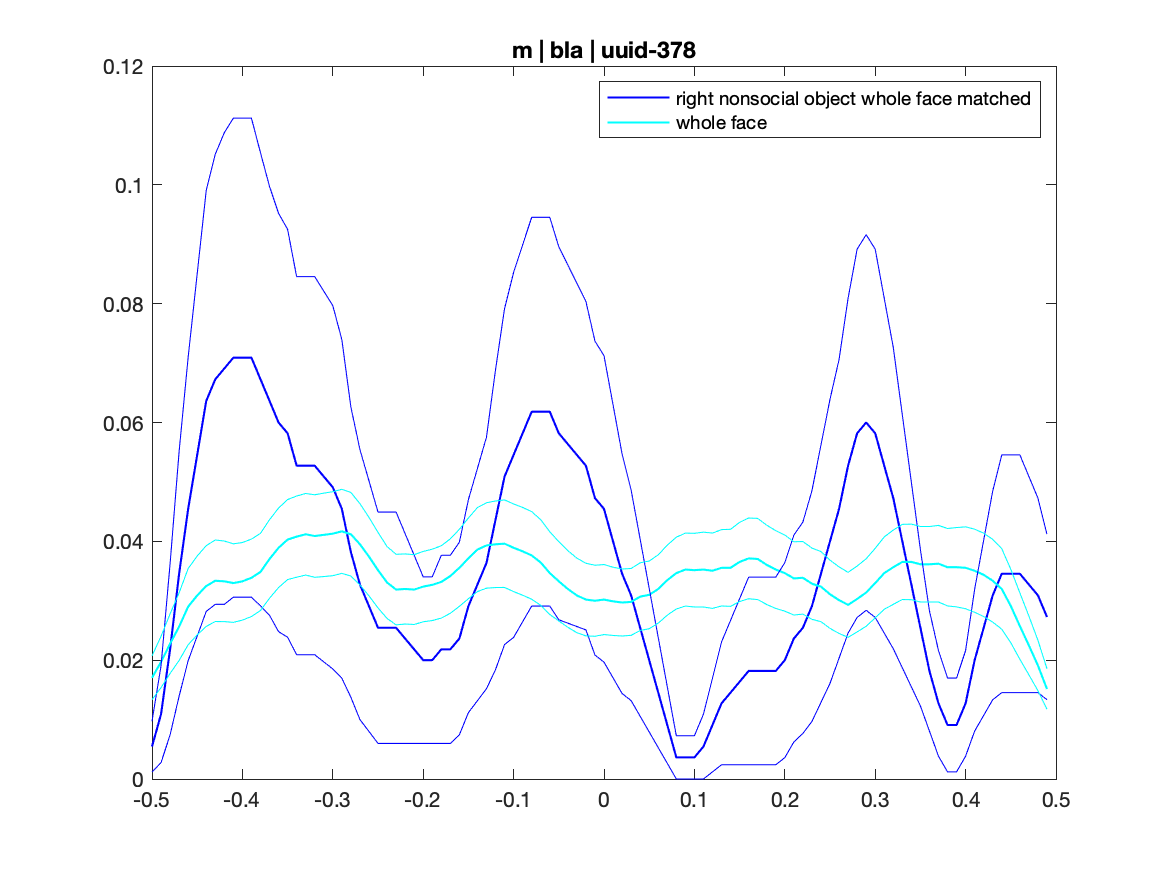 m | bla | uuid-378
0.12
0.1
0.08
0.06
0.04
0.02
0
right nonsocial object whole face matched
whole face
-0.5 -0.4 -0.3 -0.2 -0.1 0 0.1 0.2 0.3 0.4 0.5